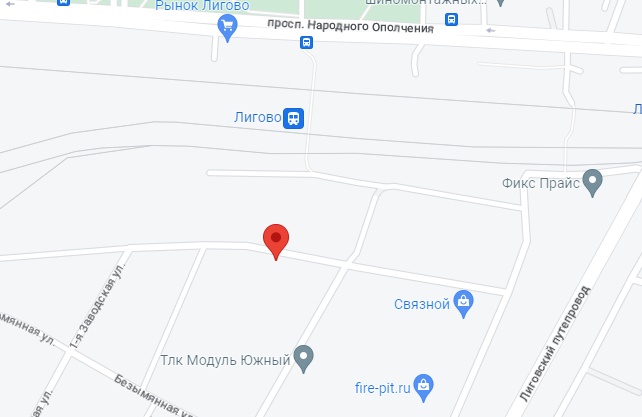 шиномонтажных...
Рынок Лигово
просп. Народного Ополчения
Лигово
Фикс Прайс
1-я Заводская ул.
Связной
Лиговский путепровод
Тлк Модуль Южный
Безымянная ул.
fire-pit.ru